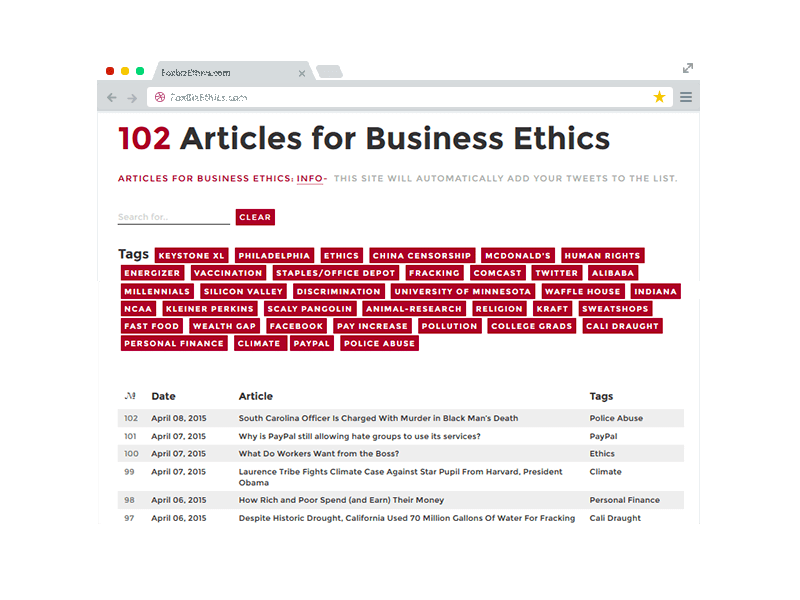 FoxBizEthics.com
FoxBizEthics.com
102 Articles for Business Ethics
ARTICLES FOR BUSINESS ETHICS: INFO- THIS SITE WILL AUTOMATICALLY ADD YOUR TWEETS TO THE LIST.
Search for.. CLEAR
Tags KEYSTONE XL PHILADELPHIA ETHICS CHINA CENSORSHIP MCDONALD'S HUMAN RIGHTS
ENERGIZER VACCINATION STAPLES/OFFICE DEPOT FRACKING COMCAST TWITTER ALIBABA
MILLENNIALS SILICON VALLEY DISCRIMINATION UNIVERSITY OF MINNESOTA WAFFLE HOUSE INDIANA
NCAA KLEINER PERKINS SCALY PANGOLIN ANIMAL-RESEARCH RELIGION KRAFT SWEATSHOPS
FAST FOOD WEALTH GAP FACEBOOK PAY INCREASE POLLUTION COLLEGE GRADS CALI DRAUGHT
PERSONAL FINANCE CLIMATE PAYPAL POLICE ABUSE
Date Article Tags
102 April 08, 2015 South Carolina Officer Is Charged With Murder in Black Man's Death Police Abuse
101 April 07, 2015 Why is PayPal still allowing hate groups to use its services? PayPal
100 April 07, 2015 What Do Workers Want from the Boss? Ethics
99 April 07, 2015 Laurence Tribe Fights Climate Case Against Star Pupil From Harvard, President Climate
Obama
98 April 06, 2015 How Rich and Poor Spend (and Earn) Their Money Personal Finance
97 April 06, 2015 Despite Historic Drought, California Used 70 Million Gallons Of Water For Fracking Cali Draught